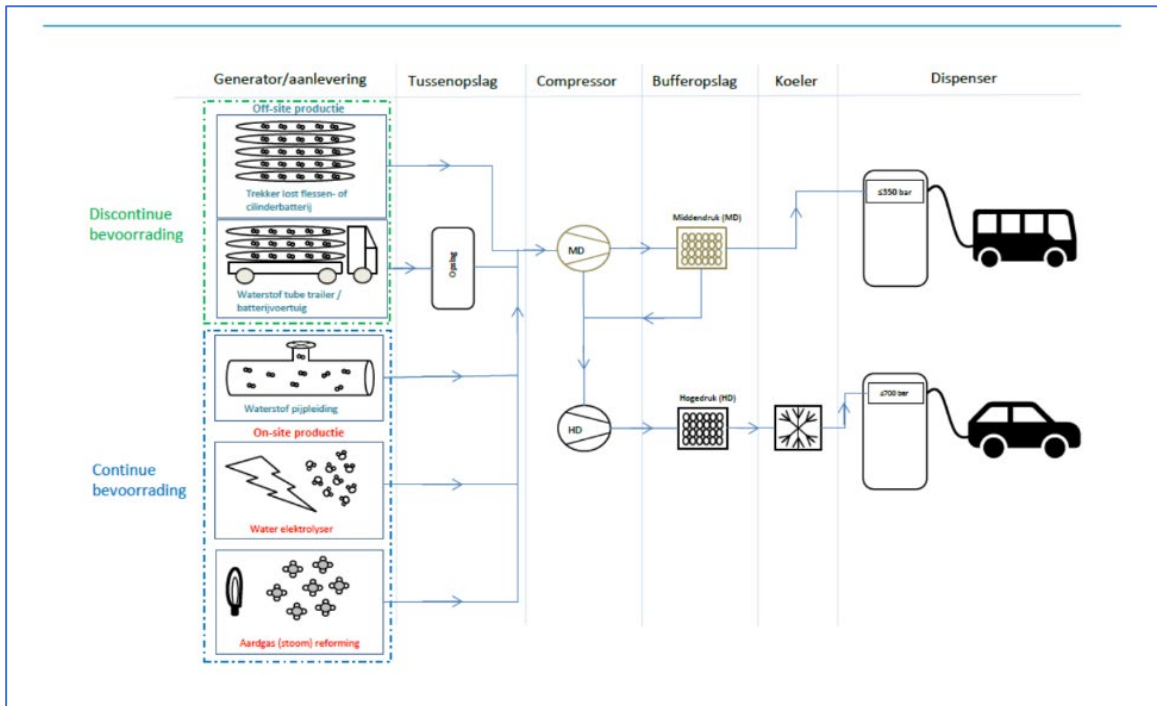 Generator/aanlevering
Tussenopslag
Compressor
Bufferopslag
Koeler
Dispenser
Off-site productie
Trekker lost flessen- of
cilinderbatterij
Discontinue
bevoorrading
Waterstof tube trailer /
batterijvoertuig
Opslag
MD
Middendruk (MD)
≤350 bar
Waterstof pijpleiding
On-site productie
HD
Hogedruk (HD)
≤700 bar
Continue
bevoorrading
Water elektrolyser
Aardgas (stoom) reforming